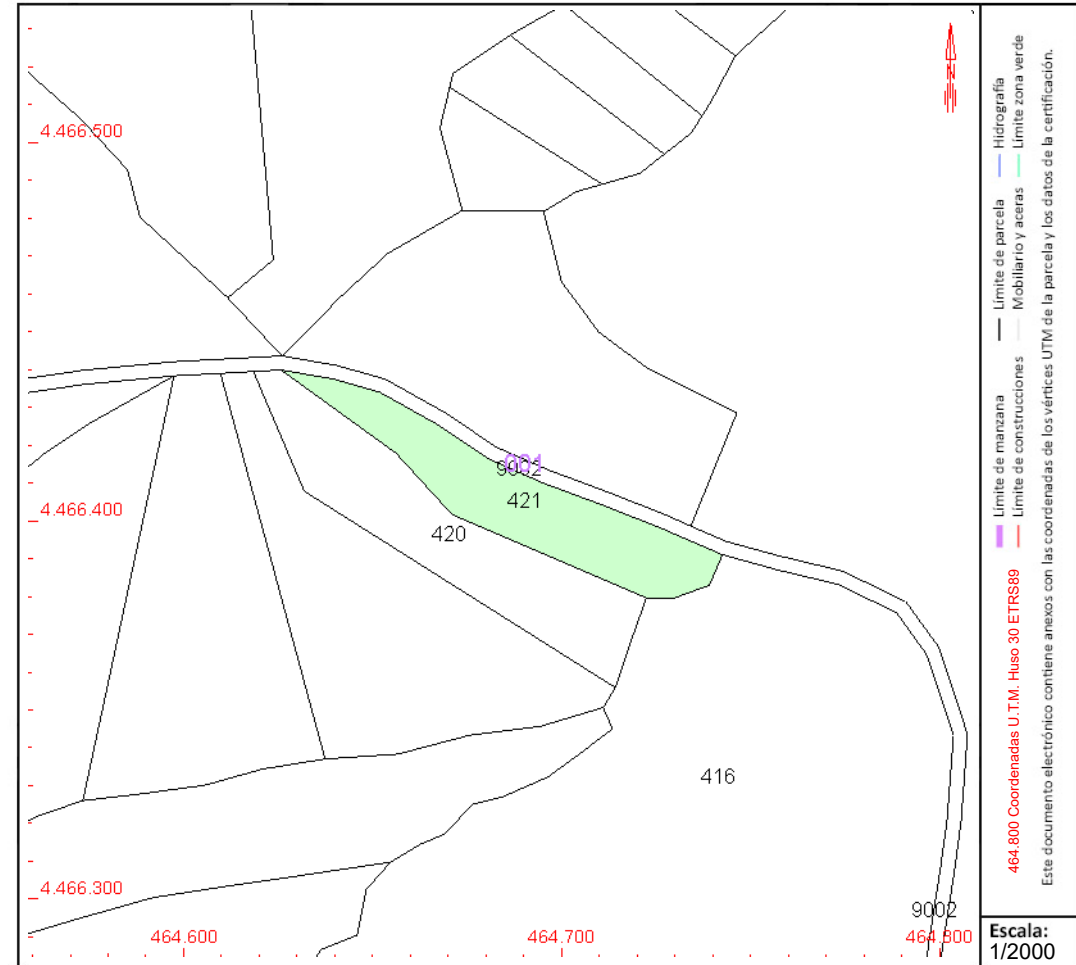 4.466.500
N
9002
001
421
4.466.400
420
416
4.466.300
9002
464.600
464.700
464.800
Límite de manzana
Límite de parcela
Hidrografía
Límite de construcciones
Mobiliario y aceras
Límite zona verde
464.800 Coordenadas U.T.M. Huso 30 ETRS89
Este documento electrónico contiene anexos con las coordenadas de los vértices UTM de la parcela y los datos de la certificación.
Escala:
1/2000